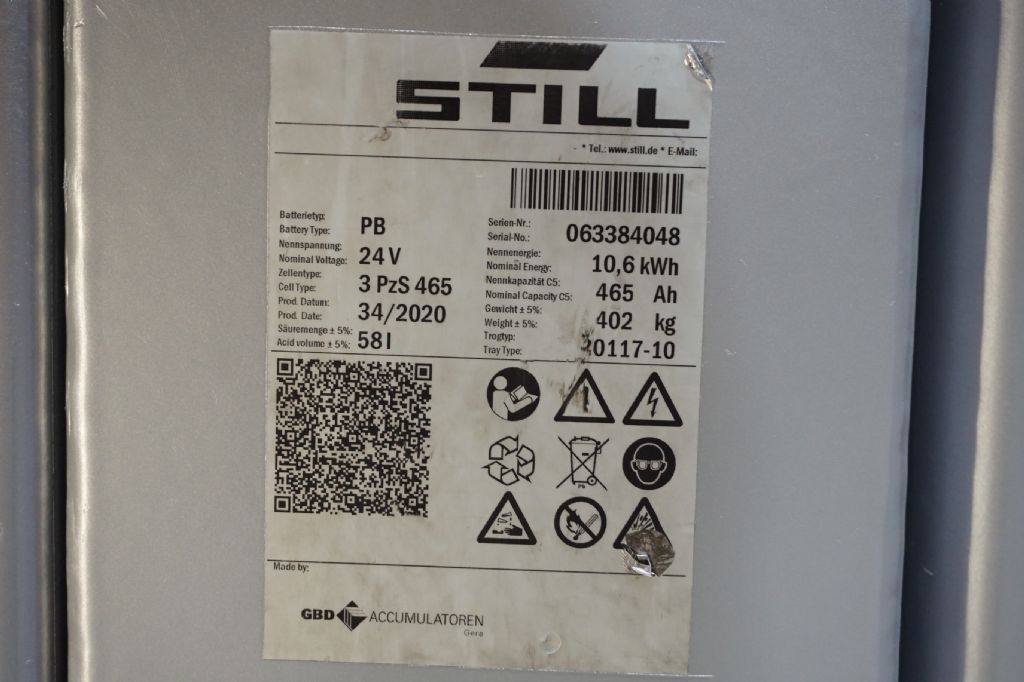 STILL
- * Tel.: www.still.de * E-Mail:
Batterietyp:
Battery Type: PB
Nennspannung:
Nominal Voltage: 24 V
Zellentype:
Cell Type: 3 PzS 465
Prod. Datum:
Prod. Date: 34/2020
Säuremenge ± 5%:
Acid volume ± 5%: 58 l
Serien-Nr.:
Serial-No.: 063384048
Nennenergie:
Nominal Energy: 10,6 kWh
Nennkapazität C5:
Nominal Capacity C5: 465 Ah
Gewicht ± 5%:
Weight ± 5%: 402 kg
Trogtyp:
Tray Type:
Pb
Made by:
GBD ACCUMULATOREN
Gera